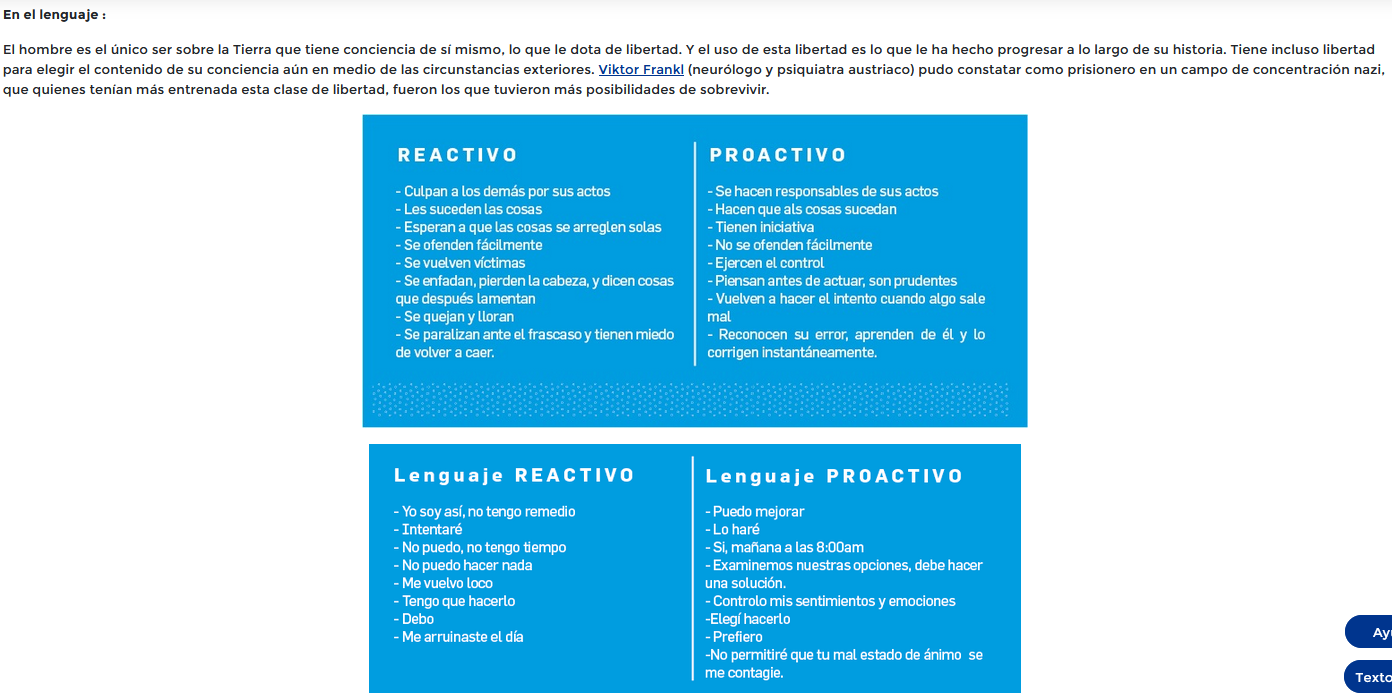 En el lenguaje :
El hombre es el único ser sobre la Tierra que tiene conciencia de sí mismo, lo que le dota de libertad. Y el uso de esta libertad es lo que le ha hecho progresar a lo largo de su historia. Tiene incluso libertad
para elegir el contenido de su conciencia aún en medio de las circunstancias exteriores. Viktor Frankl (neurólogo y psiquiatra austriaco) pudo constatar como prisionero en un campo de concentración nazi,
que quienes tenían más entrenada esta clase de libertad, fueron los que tuvieron más posibilidades de sobrevivir.
REACTIVO
- Culpan a los demás por sus actos
- Les suceden las cosas
- Esperan a que las cosas se arreglen solas
- Se ofenden fácilmente
- Se vuelven víctimas
- Se enfadan, pierden la cabeza, y dicen cosas
que después lamentan
- Se quejan y lloran
- Se paralizan ante el frascaso y tienen miedo
de volver a caer.
PROACTIVO
- Se hacen responsables de sus actos
- Hacen que als cosas sucedan
- Tienen iniciativa
- No se ofenden fácilmente
- Ejercen el control
- Piensan antes de actuar, son prudentes
- Vuelven a hacer el intento cuando algo sale
mal
- Reconocen su error, aprenden de él y lo
corrigen instantáneamente.
Lenguaje REACTIVO
- Yo soy así, no tengo remedio
- Intentaré
- No puedo, no tengo tiempo
- No puedo hacer nada
- Me vuelvo loco
- Tengo que hacerlo
- Debo
- Me arruinaste el día
Lenguaje PROACTIVO
- Puedo mejorar
- Lo haré
- Si, mañana a las 8:00am
- Examinemos nuestras opciones, debe hacer
una solución.
- Controlo mis sentimientos y emociones
-Elegí hacerlo
- Prefiero
-No permitiré que tu mal estado de ánimo se
me contagie.
Ay
Texto